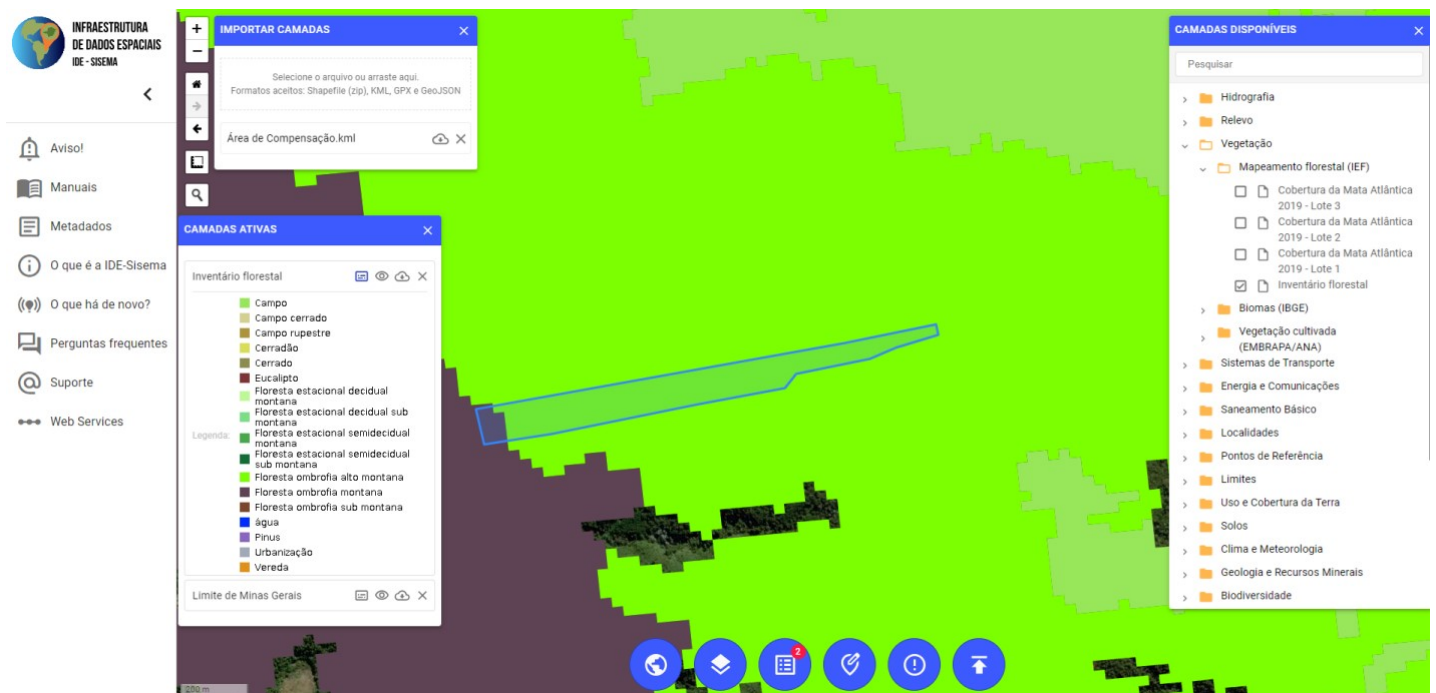 INFRAESTRUTURA
DE DADOS ESPACIAIS
IDE - SISEMA
Aviso!
Manuais
Metadados
O que é a IDE-Sisema
O que há de novo?
Perguntas frequentes
Suporte
Web Services
IMPORTAR CAMADAS
Selecione o arquivo ou arraste aqui.
Formatos aceitos: Shapefile (zip), KML, GPX e GeoJSON
Área de Compensação.kml
CAMADAS ATIVAS
Inventário florestal
Legenda:
Campo
Campo cerrado
Campo rupestre
Cerradão
Cerrado
Eucalipto
Floresta estacional decidual
montana
Floresta estacional decidual sub
montana
Floresta estacional semidecidual
montana
Floresta estacional semidecidual
sub montana
Floresta ombrofia alto montana
Floresta ombrofia montana
Floresta ombrofia sub montana
água
Pinus
Urbanização
Vereda
Limite de Minas Gerais
200 m
2
CAMADAS DISPONÍVEIS
Pesquisar
Hidrografia
Relevo
Vegetação
Mapeamento florestal (IEF)
Cobertura da Mata Atlântica
2019 - Lote 3
Cobertura da Mata Atlântica
2019 - Lote 2
Cobertura da Mata Atlântica
2019 - Lote 1
Inventário florestal
Biomas (IBGE)
Vegetação cultivada
(EMBRAPA/ANA)
Sistemas de Transporte
Energia e Comunicações
Saneamento Básico
Localidades
Pontos de Referência
Limites
Uso e Cobertura da Terra
Solos
Clima e Meteorologia
Geologia e Recursos Minerais
Biodiversidade